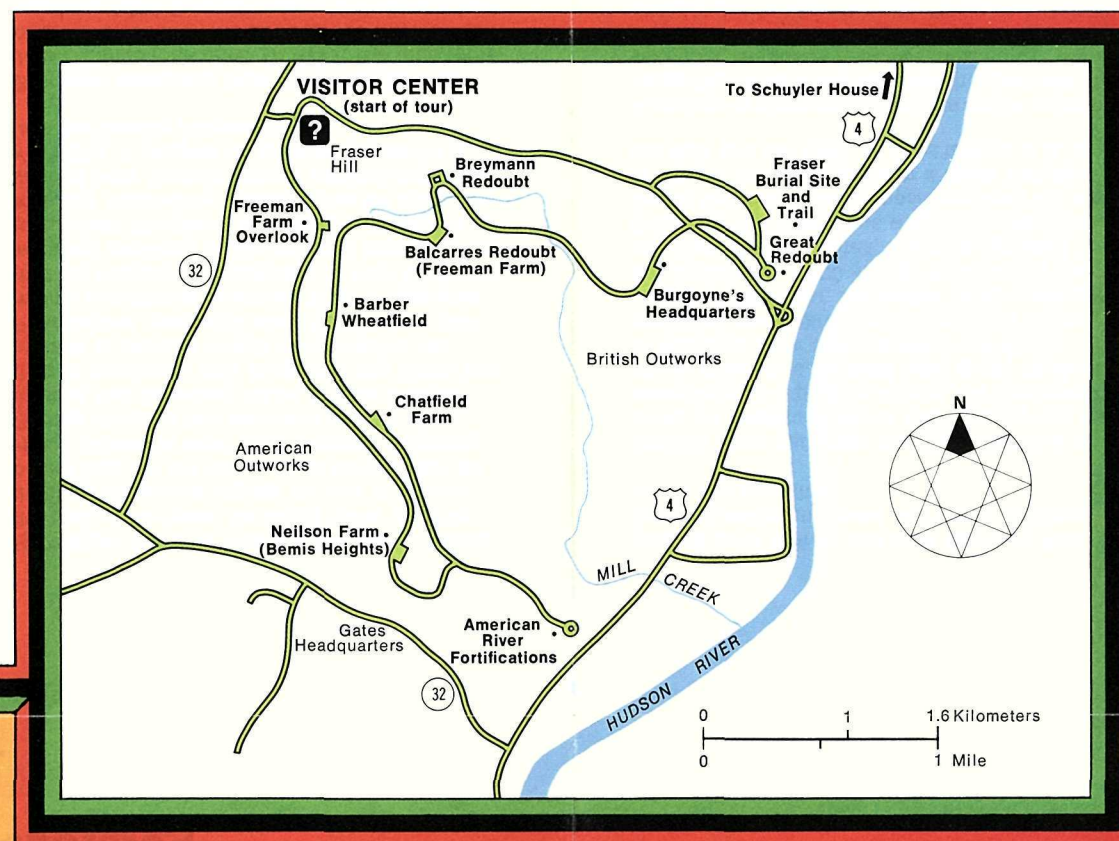 VISITOR CENTER
(start of tour)
?
Fraser
Hill
To Schuyler House
4
Breymann
Redoubt
Fraser
Burial Site
and
Trail
Freeman
Farm
Overlook
Balcarres Redoubt
(Freeman Farm)
Great
Redoubt
32
Burgoyne's
Headquarters
Barber
Wheatfield
British Outworks
Chatfield
Farm
N
American
Outworks
4
Neilson Farm
(Bemis Heights)
MILL CREEK
American
River
Fortifications
Gates
Headquarters
32
HUDSON RIVER
0 1 1.6 Kilometers
0 1 Mile